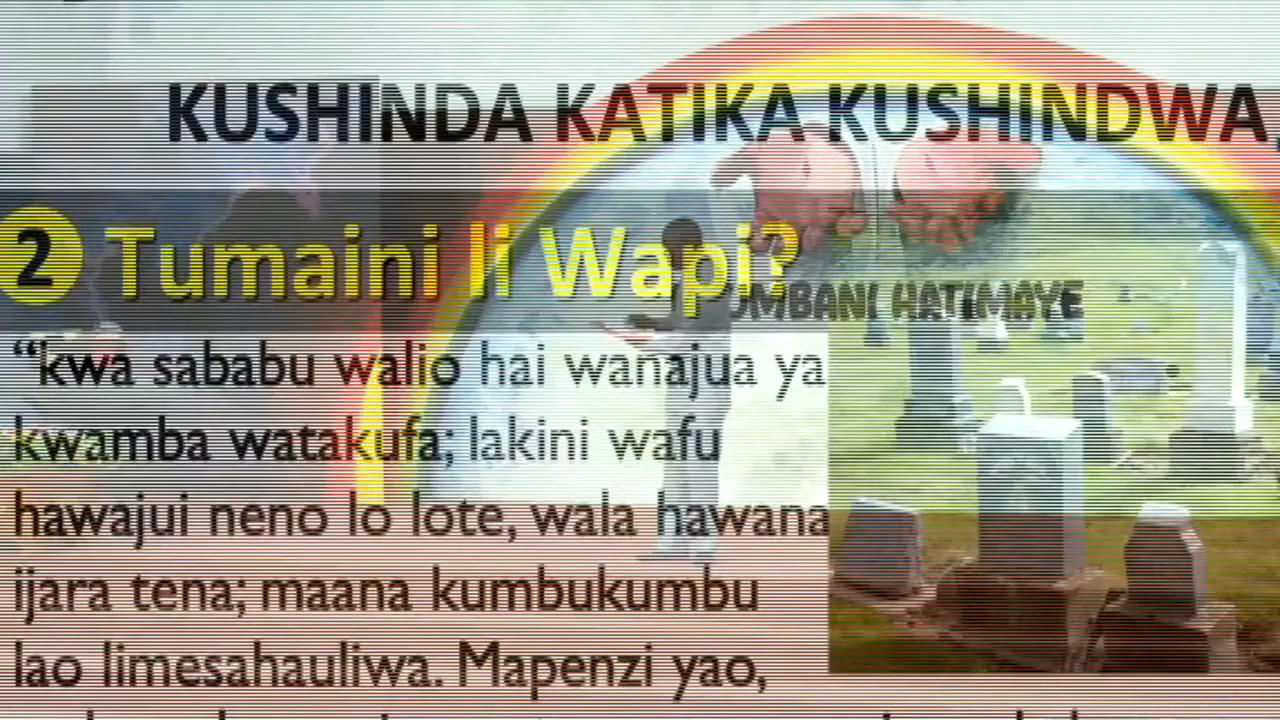 KUSHINDA KATIKA KUSHINDWA,
2 Tumaini li Wapi?
HATIMAYE
“kwa sababu walio hai wanajua ya
kwamba watakufa; lakini wafu
hawajui neno lo lote, wala hawana
ijara tena; maana kumbukumbu
lao limesahauliwa. Mapenzi yao,